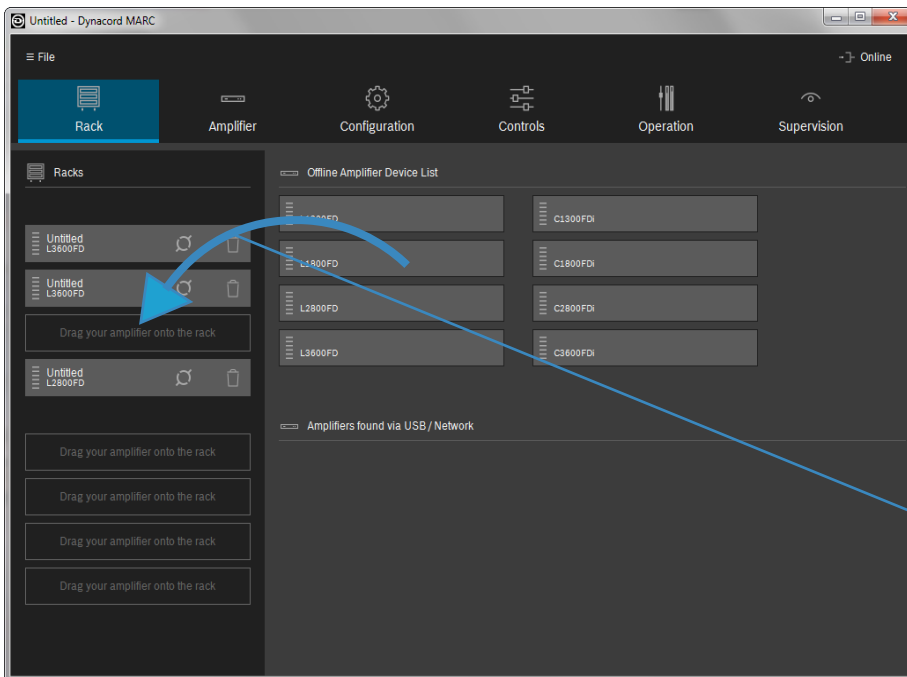 Untitled - Dynacord MARC
≡ File
Online
Rack
Amplifier
Configuration
Controls
Operation
Supervision
Racks
Offline Amplifier Device List
C1300FDi
Untitled
L3600FD
L1800FD
C1800FDi
Untitled
L3600FD
L2800FD
C2800FDi
Drag your amplifier onto the rack
L3600FD
C3600FDi
Untitled
L2800FD
Amplifiers found via USB / Network
Drag your amplifier onto the rack
Drag your amplifier onto the rack
Drag your amplifier onto the rack
Drag your amplifier onto the rack